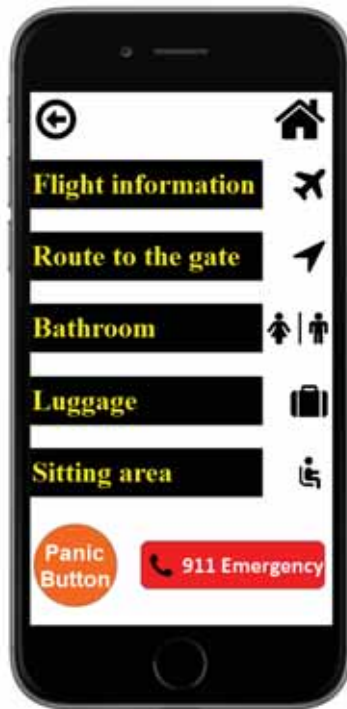 Flight information
Route to the gate
Bathroom
Luggage
Sitting area
Panic
Button
911 Emergency